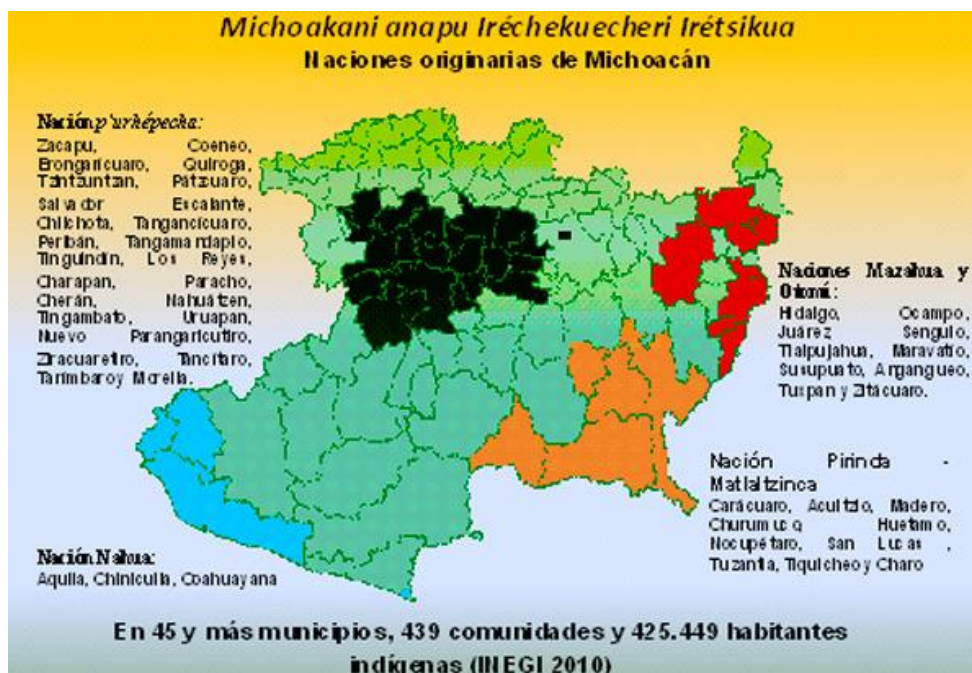 Michoakani anapu Iréchekuecheri Irétsikua
Naciones originarias de Michoacán
Nación p'urhépecha:
Zacapu, Coeneo,
Erongarícuaro, Quiroga,
Tzintzuntzan, Pátzcuaro,
Salvador Escalante,
Chilchota, Tangancícuaro,
Peribán, Tangamandapio,
Tinguindín, Los Reyes,
Charapan, Paracho,
Cherán, Nahuátzen,
Tingambato, Uruapan,
Nuevo Parangaricutiro,
Ziracuaretiro, Tancítaro,
Tarímbaro y Morelia.
Naciones Mazahua y
Otomí:
Hidalgo, Ocampo,
Juárez Senguio,
Tlalpujahua, Maravatío,
Susupuato, Angangueo,
Tuxpan y Zitácuaro.
Nación Pirinda -
Matlaltzinca
Carácuaro, Acuitzio, Madero,
Churumuco Huetamo,
Nocupétaro, San Lucas ,
Tuzantla, Tiquicheo y Charo
Nación Nahua:
Aquila, Chinicuila, Coahuayana
En 45 y más municipios, 439 comunidades y 425.449 habitantes
indígenas (INEGI 2010)